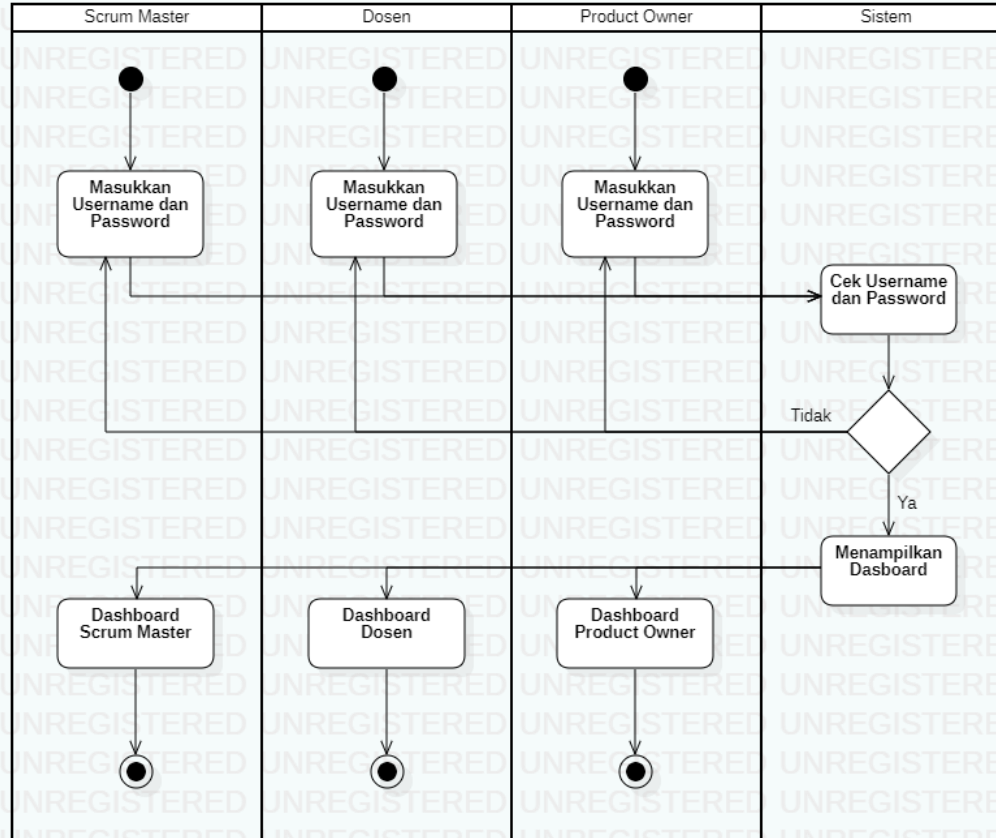 Scrum Master
Dosen
Product Owner
Sistem
Masukkan
Username dan
Password
Masukkan
Username dan
Password
Masukkan
Username dan
Password
Cek Username
dan Password
Tidak
Ya
Menampilkan
Dasboard
Dashboard
Scrum Master
Dashboard
Dosen
Dashboard
Product Owner
UNREGISTERED